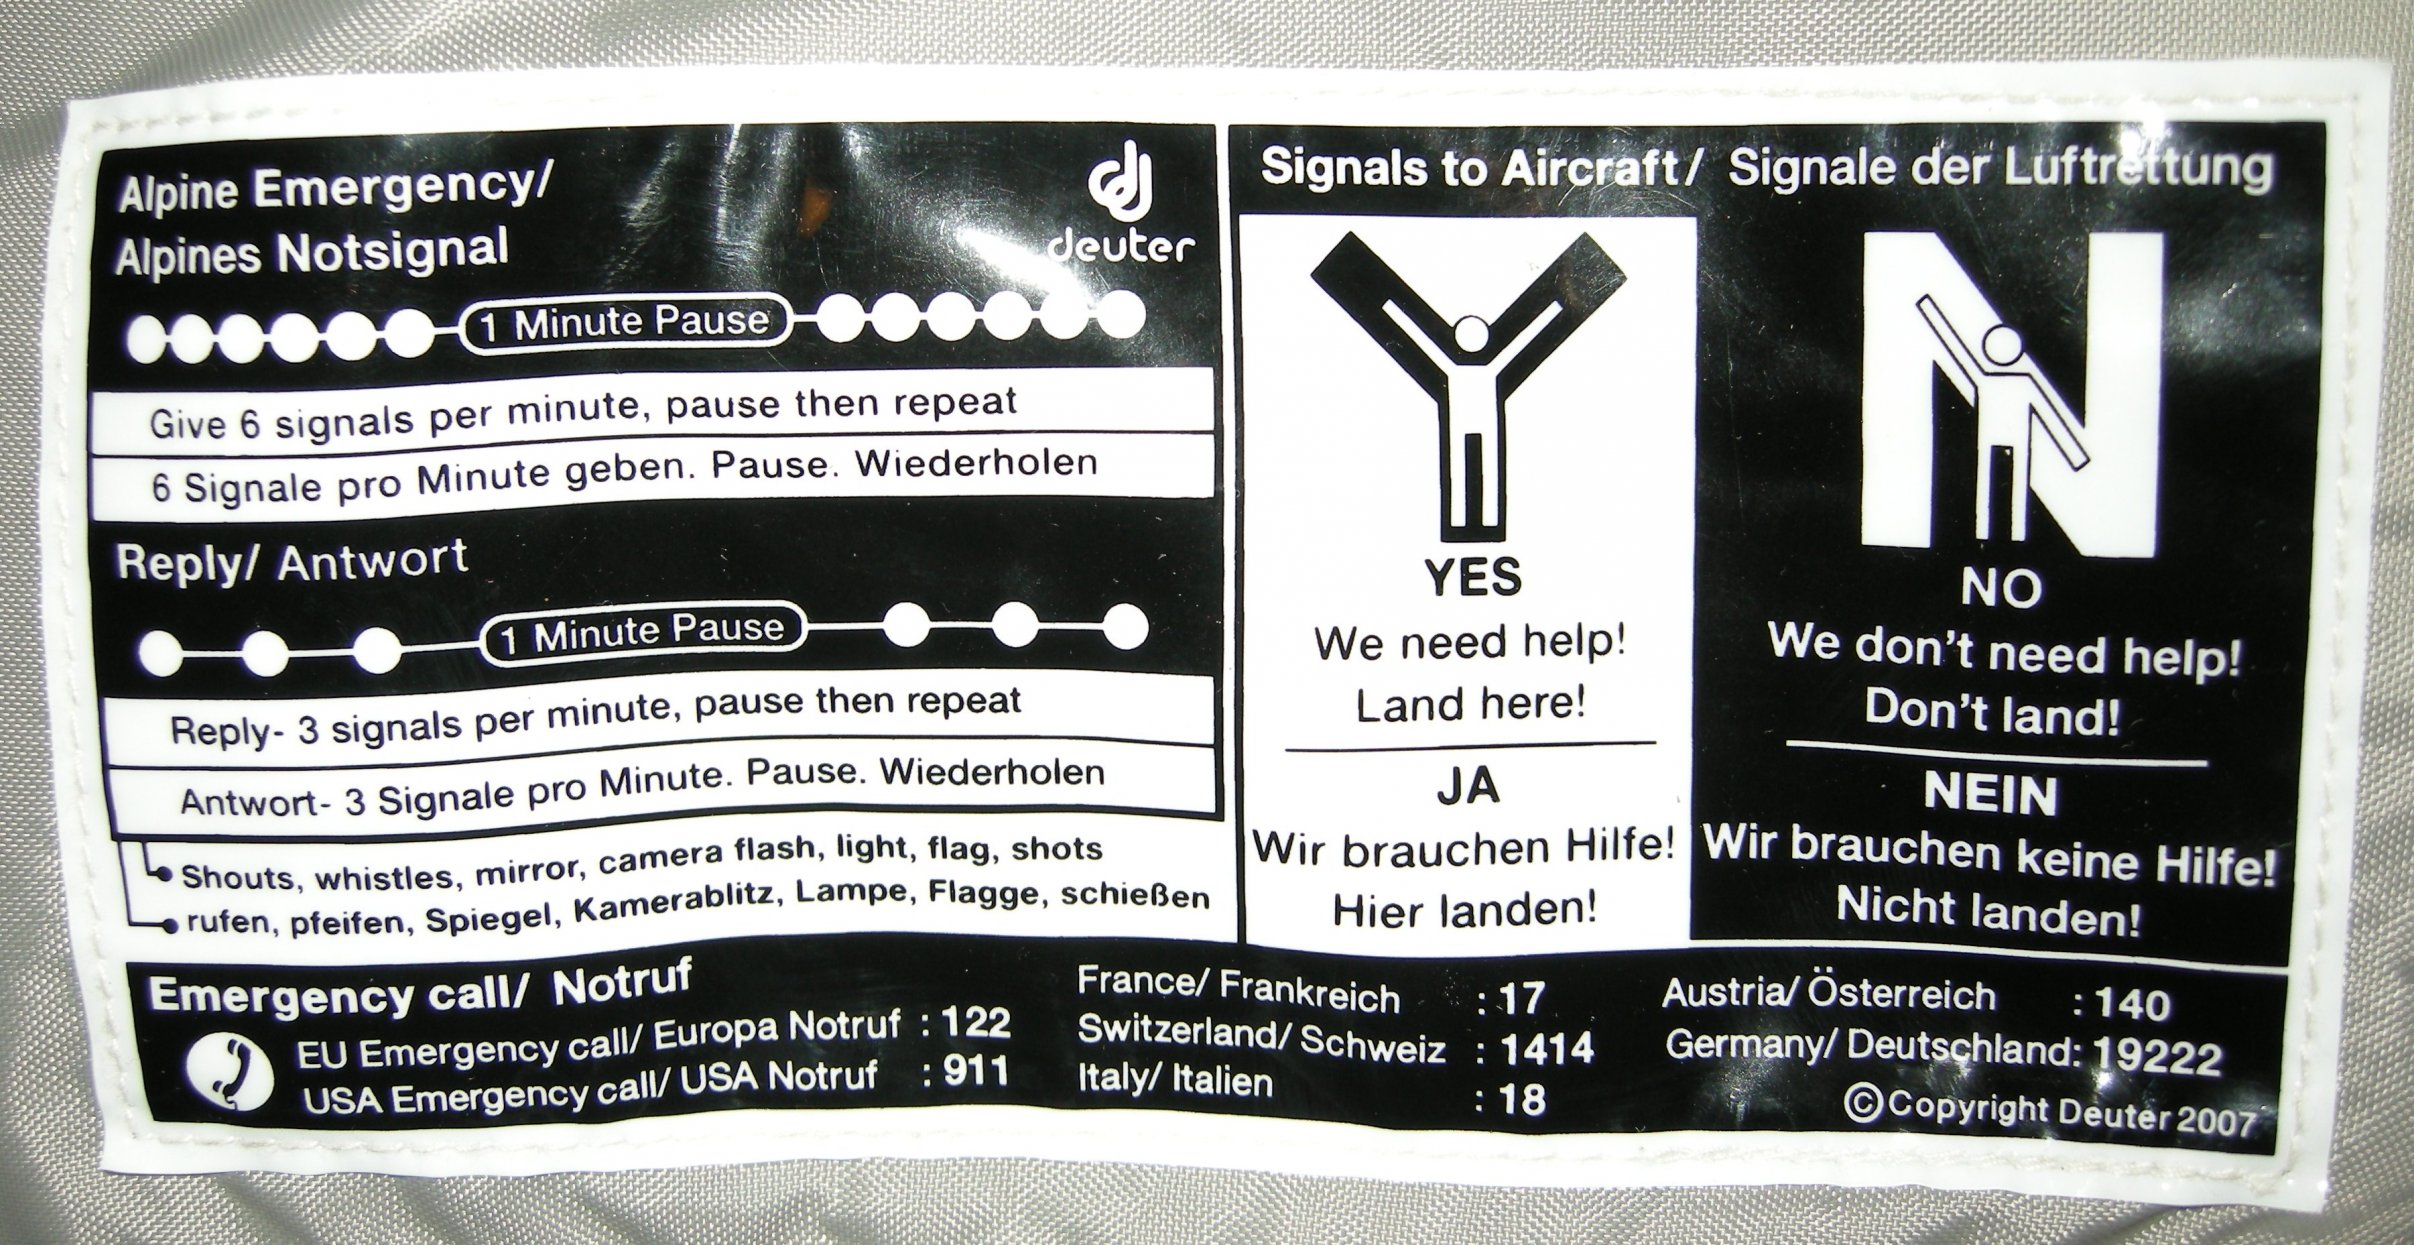 Alpine Emergency/
Alpines Notsignal
deuter
1 Minute Pause
Give 6 signals per minute, pause then repeat
6 Signale pro Minute geben. Pause. Wiederholen
Reply/ Antwort
1 Minute Pause
Reply- 3 signals per minute, pause then repeat
Antwort- 3 Signale pro Minute. Pause. Wiederholen
Shouts, whistles, mirror, camera flash, light, flag, shots
rufen, pfeifen, Spiegel, Kamerablitz, Lampe, Flagge, schießen
Signals to Aircraft/ Signale der Luftrettung
YES
We need help!
Land here!
JA
Wir brauchen Hilfe!
Hier landen!
N
NO
We don't need help!
Don't land!
NEIN
Wir brauchen keine Hilfe!
Nicht landen!
Emergency call/ Notruf
EU Emergency call/ Europa Notruf : 122
USA Emergency call/ USA Notruf : 911
France/ Frankreich : 17
Switzerland/ Schweiz : 1414
Italy/ Italien : 18
Austria/ Österreich : 140
Germany/ Deutschland: 19222
©Copyright Deuter 2007